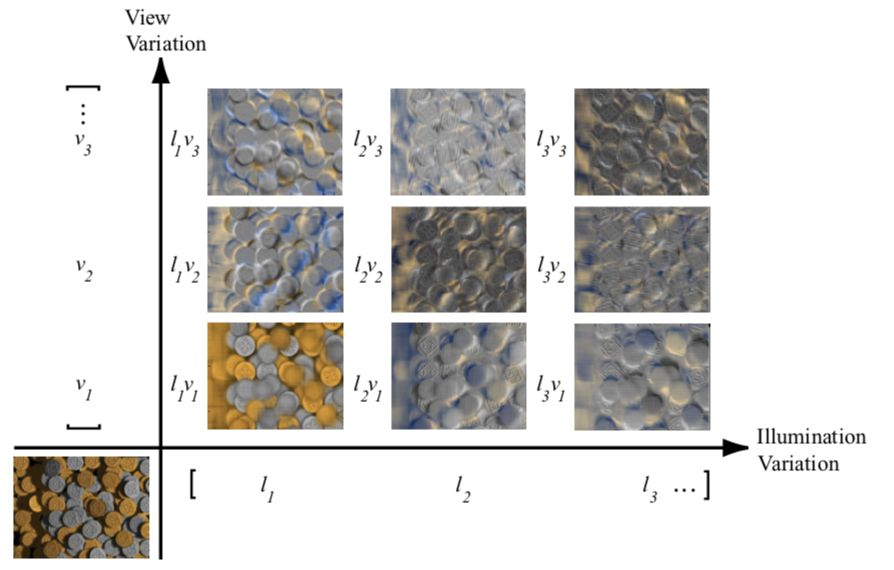 View
Variation
[
⋮
v₃
l₁v₃
l₂v₃
l₃v₃
v₂
l₁v₂
l₂v₂
l₃v₂
v₁
l₁v₁
l₂v₁
l₃v₁
]
Illumination
Variation
[ l₁ l₂ l₃ ... ]